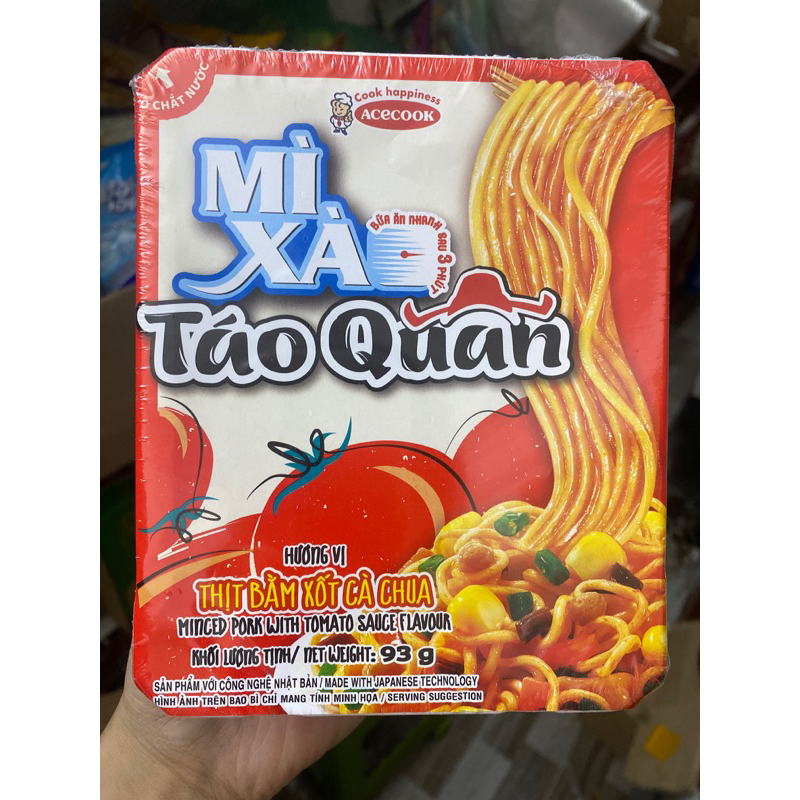 CHẮT NƯỚC
Cook happiness
ACECOOK
MÌ
XÀO
BỮA ĂN NHANH SAU 3 PHÚT
Táo Quân
HƯƠNG VỊ
THỊT BẰM XỐT CÀ CHUA
MINCED PORK WITH TOMATO SAUCE FLAVOUR
KHỐI LƯỢNG TỊNH/ NET WEIGHT: 93 g
SẢN PHẨM VỚI CÔNG NGHỆ NHẬT BẢN / MADE WITH JAPANESE TECHNOLOGY
HÌNH ẢNH TRÊN BAO BÌ CHỈ MANG TÍNH MINH HỌA / SERVING SUGGESTION